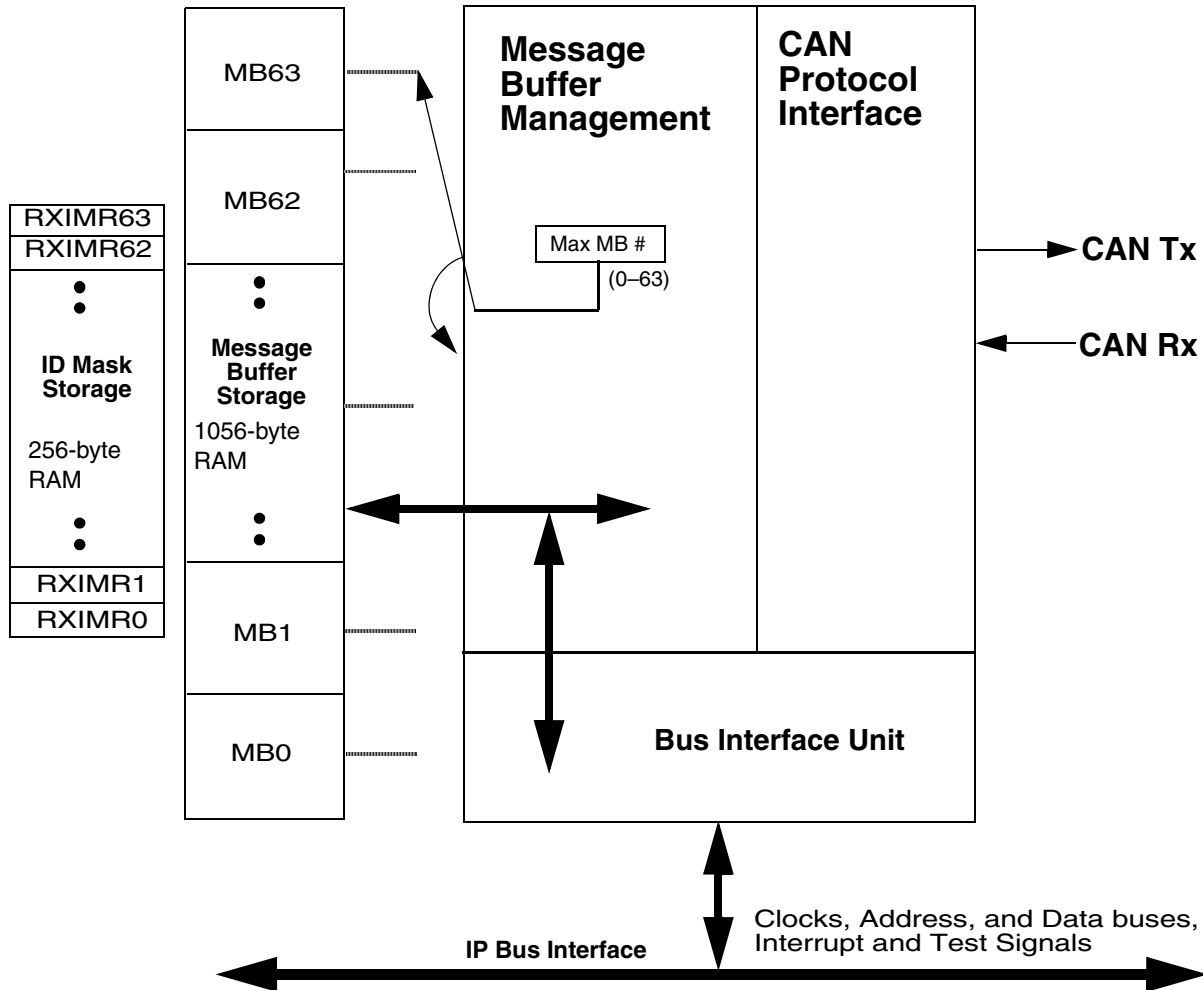 RXIMR63
RXIMR62
ID Mask
Storage
256-byte
RAM
RXIMR1
RXIMR0
MB63
MB62
Message
Buffer
Storage
1056-byte
RAM
MB1
MB0
Message
Buffer
Management
Max MB #
(0–63)
CAN
Protocol
Interface
CAN Tx
CAN Rx
Bus Interface Unit
Clocks, Address, and Data buses,
Interrupt and Test Signals
IP Bus Interface